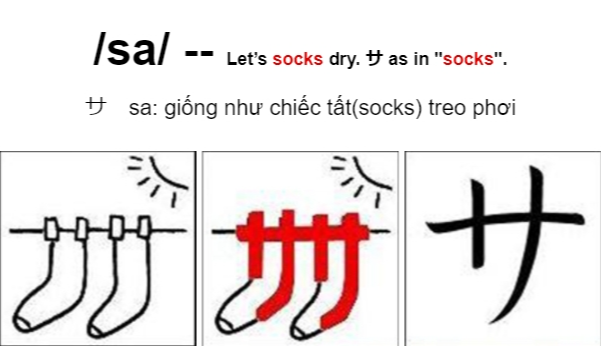 /sa/ -- Let's socks dry. サ as in "socks".
サ sa: giống như chiếc tất(socks) treo phơi
サ